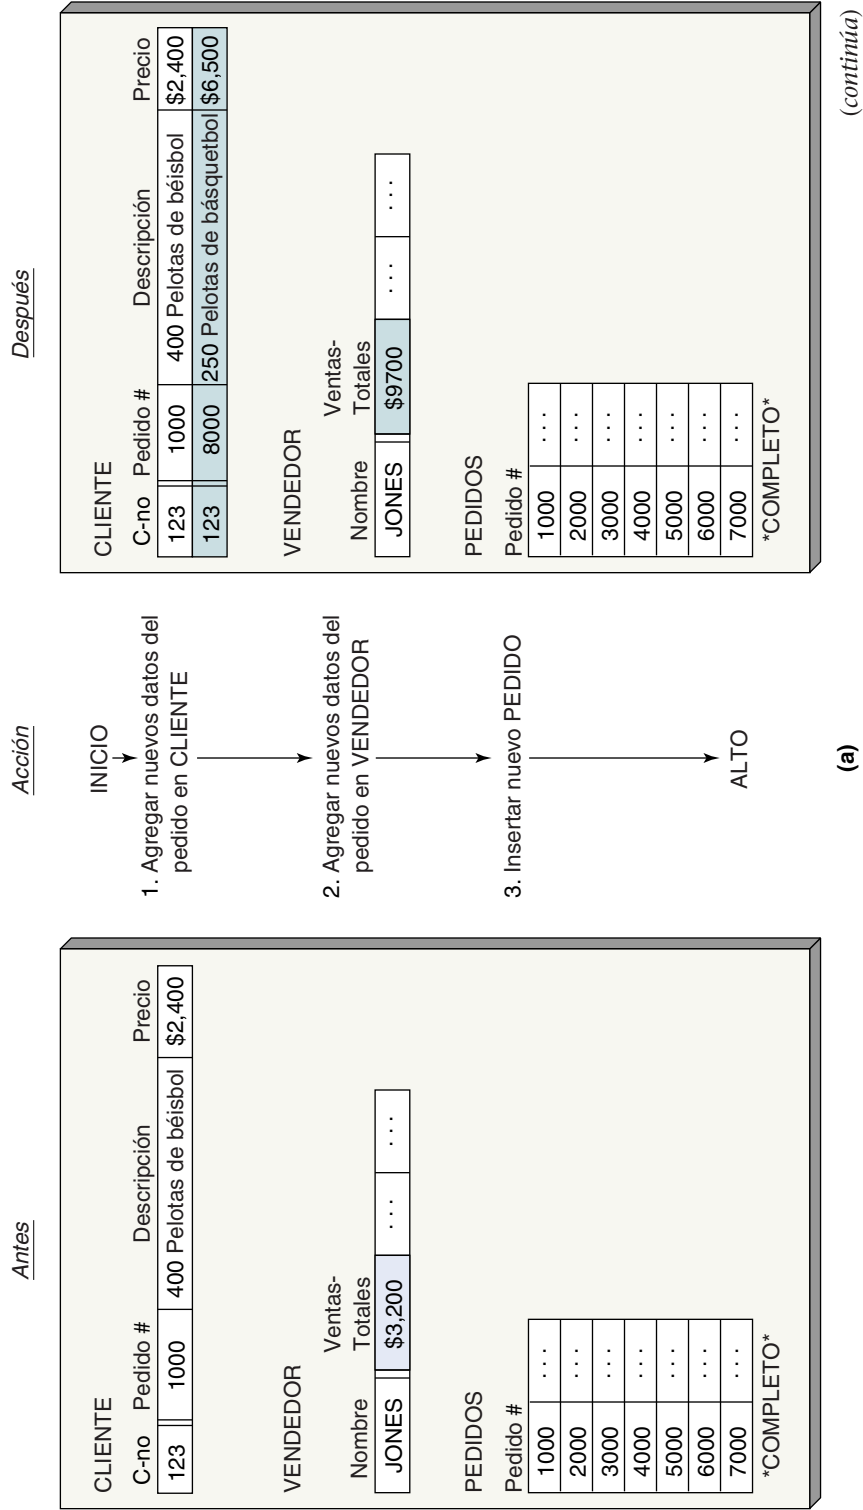 Antes
CLIENTE
C-no Pedido # Descripción Precio
123 1000 400 Pelotas de béisbol $2,400
VENDEDOR
Ventas-
Nombre Totales
JONES $3,200 . . . . . .
PEDIDOS
Pedido #
1000 . . .
2000 . . .
3000 . . .
4000 . . .
5000 . . .
6000 . . .
7000 . . .
*COMPLETO*
Acción
INICIO
1. Agregar nuevos datos del
pedido en CLIENTE
2. Agregar nuevos datos del
pedido en VENDEDOR
3. Insertar nuevo PEDIDO
ALTO
(a)
Después
CLIENTE
C-no Pedido # Descripción Precio
123 1000 400 Pelotas de béisbol $2,400
123 8000 250 Pelotas de básquetbol $6,500
VENDEDOR
Ventas-
Nombre Totales
JONES $9700 . . . . . .
PEDIDOS
Pedido #
1000 . . .
2000 . . .
3000 . . .
4000 . . .
5000 . . .
6000 . . .
7000 . . .
*COMPLETO*
(continúa)